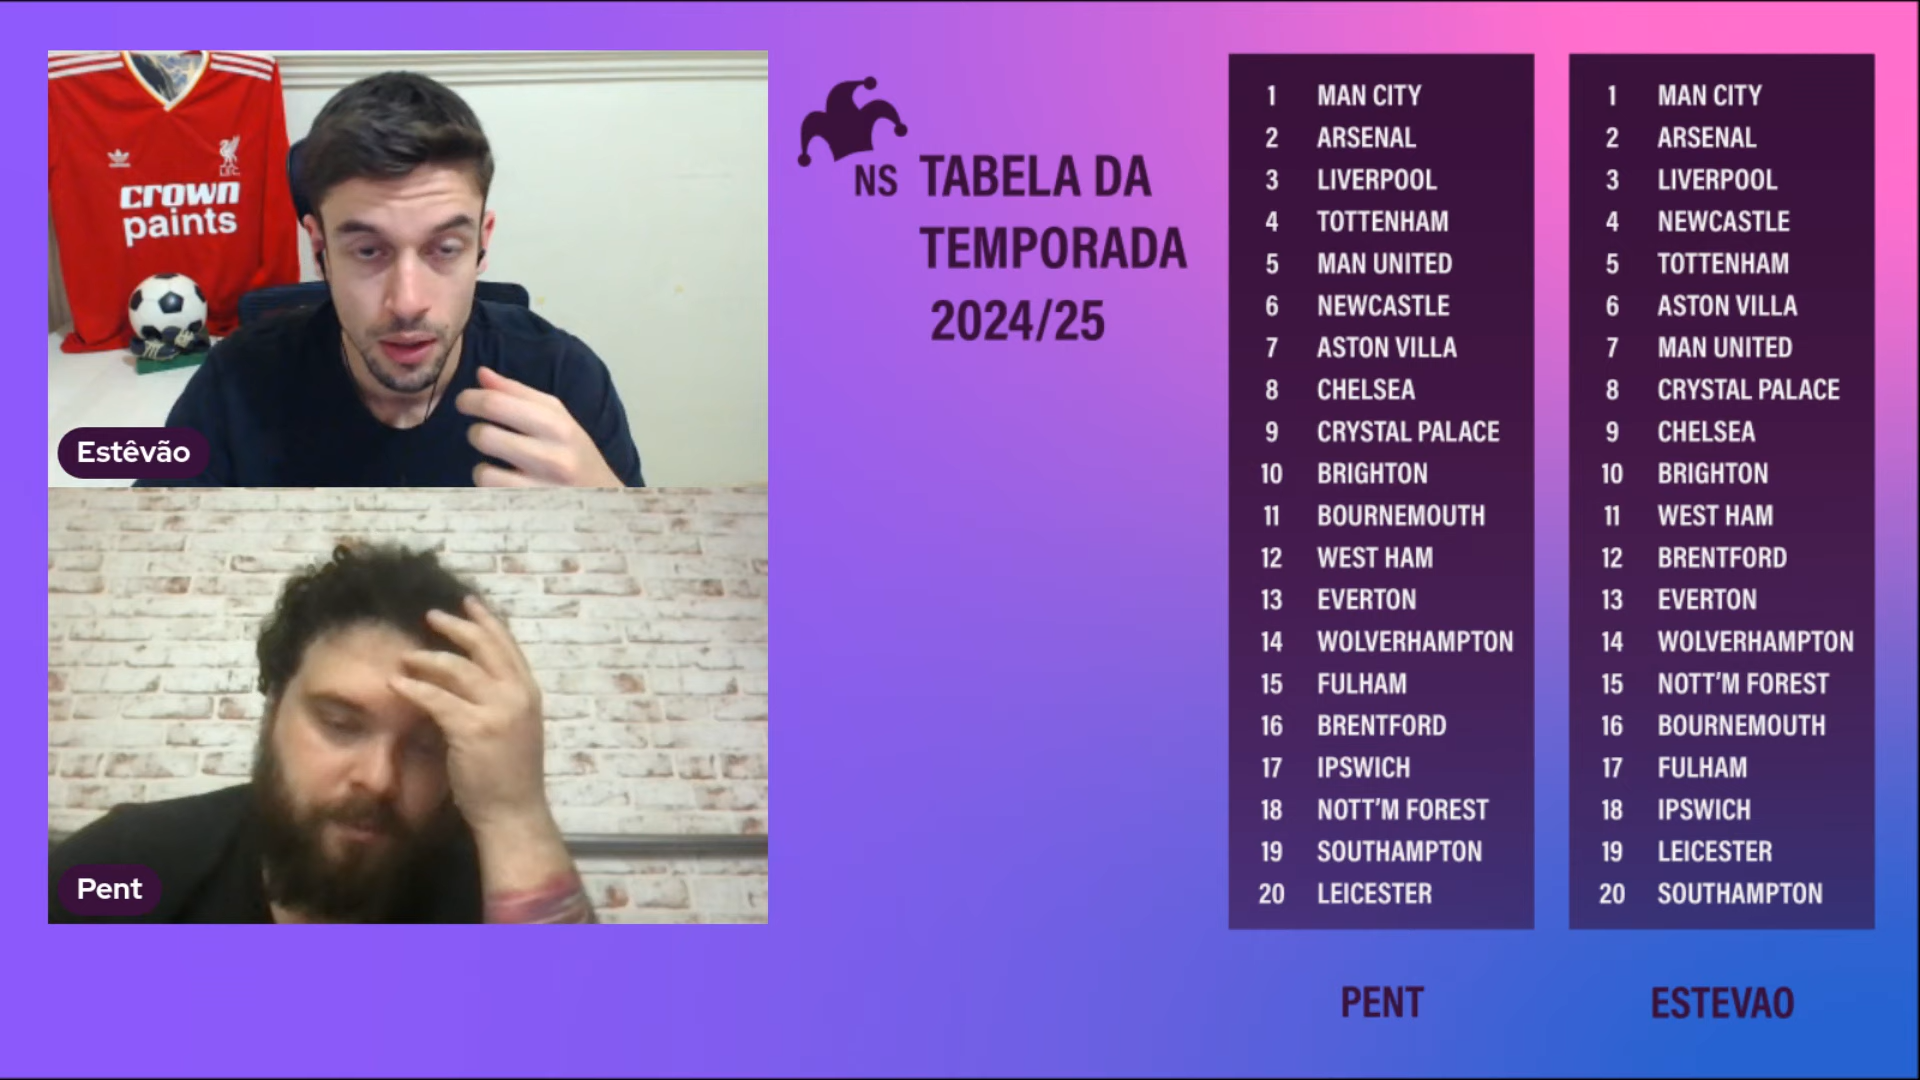 crown
paints
L.F.C.
Estêvão
Pent
NS
TABELA DA
TEMPORADA
2024/25
1 MAN CITY
2 ARSENAL
3 LIVERPOOL
4 TOTTENHAM
5 MAN UNITED
6 NEWCASTLE
7 ASTON VILLA
8 CHELSEA
9 CRYSTAL PALACE
10 BRIGHTON
11 BOURNEMOUTH
12 WEST HAM
13 EVERTON
14 WOLVERHAMPTON
15 FULHAM
16 BRENTFORD
17 IPSWICH
18 NOTT'M FOREST
19 SOUTHAMPTON
20 LEICESTER
PENT
1 MAN CITY
2 ARSENAL
3 LIVERPOOL
4 NEWCASTLE
5 TOTTENHAM
6 ASTON VILLA
7 MAN UNITED
8 CRYSTAL PALACE
9 CHELSEA
10 BRIGHTON
11 WEST HAM
12 BRENTFORD
13 EVERTON
14 WOLVERHAMPTON
15 NOTT'M FOREST
16 BOURNEMOUTH
17 FULHAM
18 IPSWICH
19 LEICESTER
20 SOUTHAMPTON
ESTEVAO